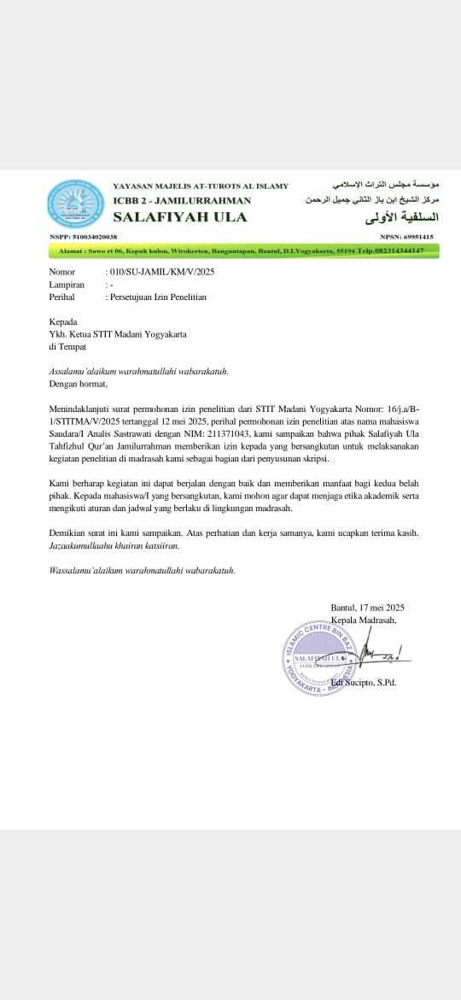 YAYASAN MAJELIS AT-TUROTS AL ISLAMY
ICBB 2 - JAMILURRAHMAN
SALAFIYAH ULA
مؤسسة مجلس التراث الإسلامي
مركز الشيخ ابن باز الثاني جميل الرحمن
السلفية الأولى
NSPP: 510034020038
NPSN: 69951415
Alamat : Sawo rt 06, Kepuh kulon, Wirokerten, Banguntapan, Bantul, D.I.Yogyakarta, 55194 Telp.082314344147
Nomor : 010/SU-JAMIL/KM/V/2025
Lampiran : -
Perihal : Persetujuan Izin Penelitian
Kepada
Ykh. Ketua STIT Madani Yogyakarta
di Tempat
Assalamu’alaikum warahmatullahi wabarakatuh.
Dengan hormat,
Menindaklanjuti surat permohonan izin penelitian dari STIT Madani Yogyakarta Nomor: 16/j.a/B-
1/STITMA/V/2025 tertanggal 12 mei 2025, perihal permohonan izin penelitian atas nama mahasiswa
Saudara/I Analis Sastrawati dengan NIM: 211371043, kami sampaikan bahwa pihak Salafiyah Ula
Tahfizhul Qur’an Jamilurrahman memberikan izin kepada yang bersangkutan untuk melaksanakan
kegiatan penelitian di madrasah kami sebagai bagian dari penyusunan skripsi.
Kami berharap kegiatan ini dapat berjalan dengan baik dan memberikan manfaat bagi kedua belah
pihak. Kepada mahasiswa/I yang bersangkutan, kami mohon agar dapat menjaga etika akademik serta
mengikuti aturan dan jadwal yang berlaku di lingkungan madrasah.
Demikian surat ini kami sampaikan. Atas perhatian dan kerja samanya, kami ucapkan terima kasih.
Jazaakumullaahu khairan katsiiran.
Wassalamu’alaikum warahmatullahi wabarakatuh.
Bantul, 17 mei 2025
Kepala Madrasah,
ISLAMIC CENTRE BIN BAZ
SALAFIYAH ULA
JAMILURRAHMAN
YOGYAKARTA - INDONESIA
Edi Sucipto, S.Pd.